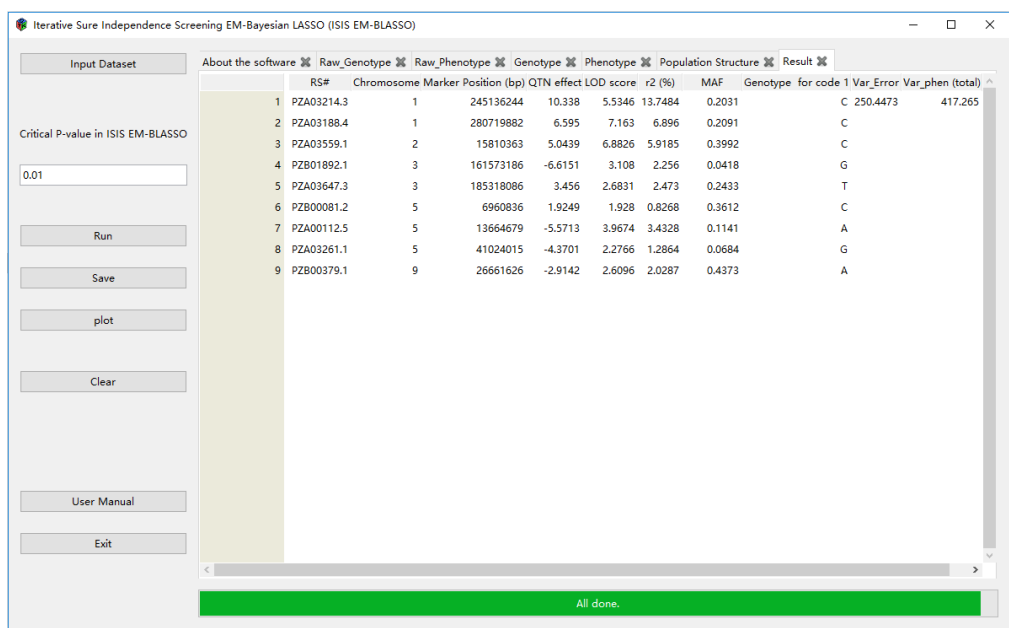 Iterative Sure Independence Screening EM-Bayesian LASSO (ISIS EM-BLASSO)
Input Dataset
Critical P-value in ISIS EM-BLASSO
0.01
Run
Save
plot
Clear
User Manual
Exit
About the software Raw_Genotype Raw_Phenotype Genotype Phenotype Population Structure Result
RS# Chromosome Marker Position (bp) QTN effect LOD score r2 (%) MAF Genotype for code 1 Var_Error Var_phen (total)
1 PZA03214.3 1 245136244 10.338 5.5346 13.7484 0.2031 C 250.4473 417.265
2 PZA03188.4 1 280719882 6.595 7.163 6.896 0.2091 C
3 PZA03559.1 2 15810363 5.0439 6.8826 5.9185 0.3992 C
4 PZB01892.1 3 161573186 -6.6151 3.108 2.256 0.0418 G
5 PZA03647.3 3 185318086 3.456 2.6831 2.473 0.2433 T
6 PZB00081.2 5 6960836 1.9249 1.928 0.8268 0.3612 C
7 PZA00112.5 5 13664679 -5.5713 3.9674 3.4328 0.1141 A
8 PZA03261.1 5 41024015 -4.3701 2.2766 1.2864 0.0684 G
9 PZB00379.1 9 26661626 -2.9142 2.6096 2.0287 0.4373 A
All done.